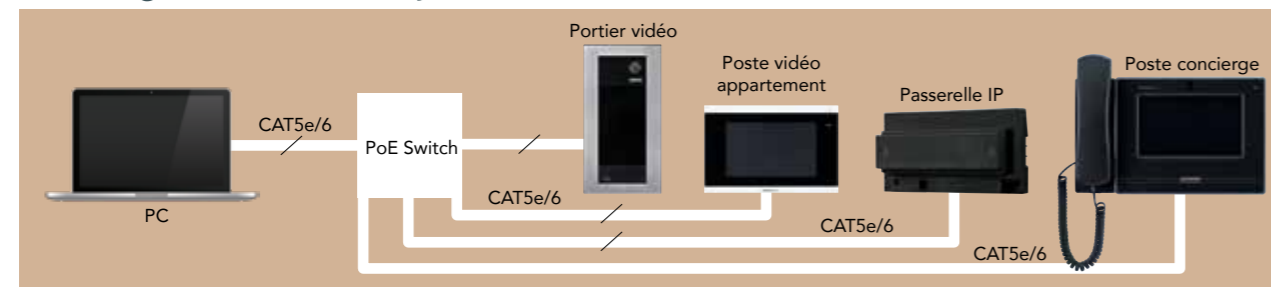 Portier vidéo
Poste vidéo
appartement
Poste concierge
Passerelle IP
CAT5e/6
PoE Switch
CAT5e/6
PC
CAT5e/6
CAT5e/6